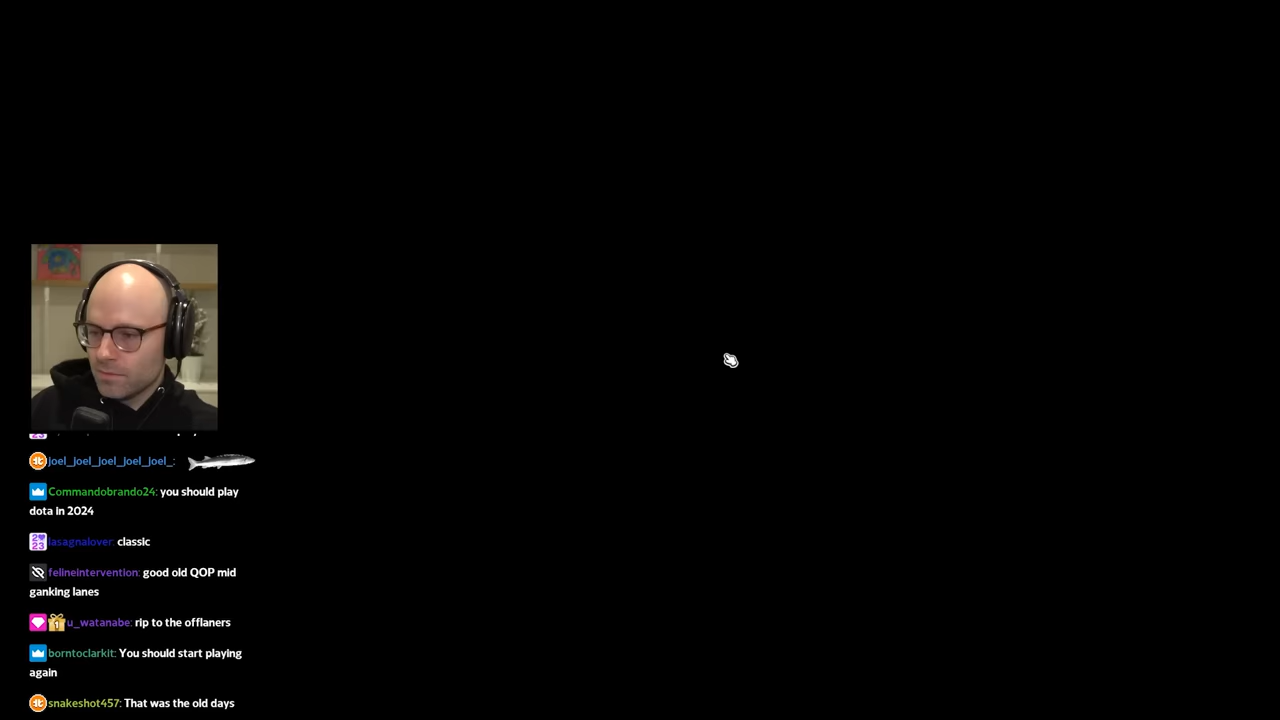 joel_joel_joel_joel_joel_:
Commandobrando24: you should play
dota in 2024
lasagnalover: classic
felineintervention: good old QOP mid
ganking lanes
u_watanabe: rip to the offlaners
borntoclarkit: You should start playing
again
snakeshot457: That was the old days